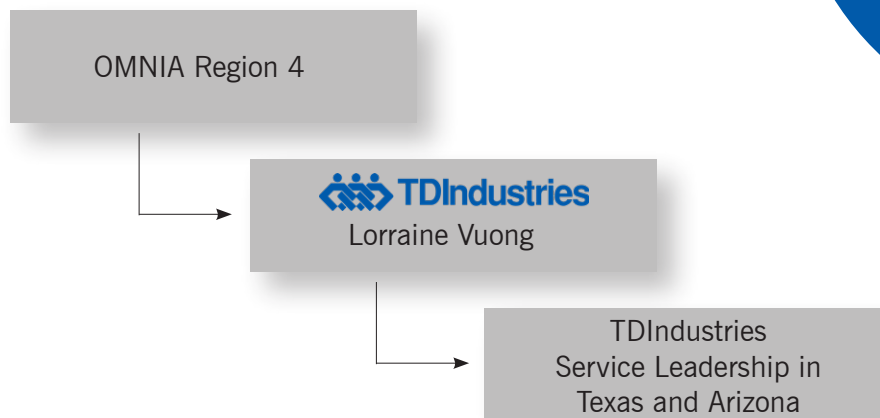 OMNIA Region 4
TDIndustries
Lorraine Vuong
TDIndustries
Service Leadership in
Texas and Arizona